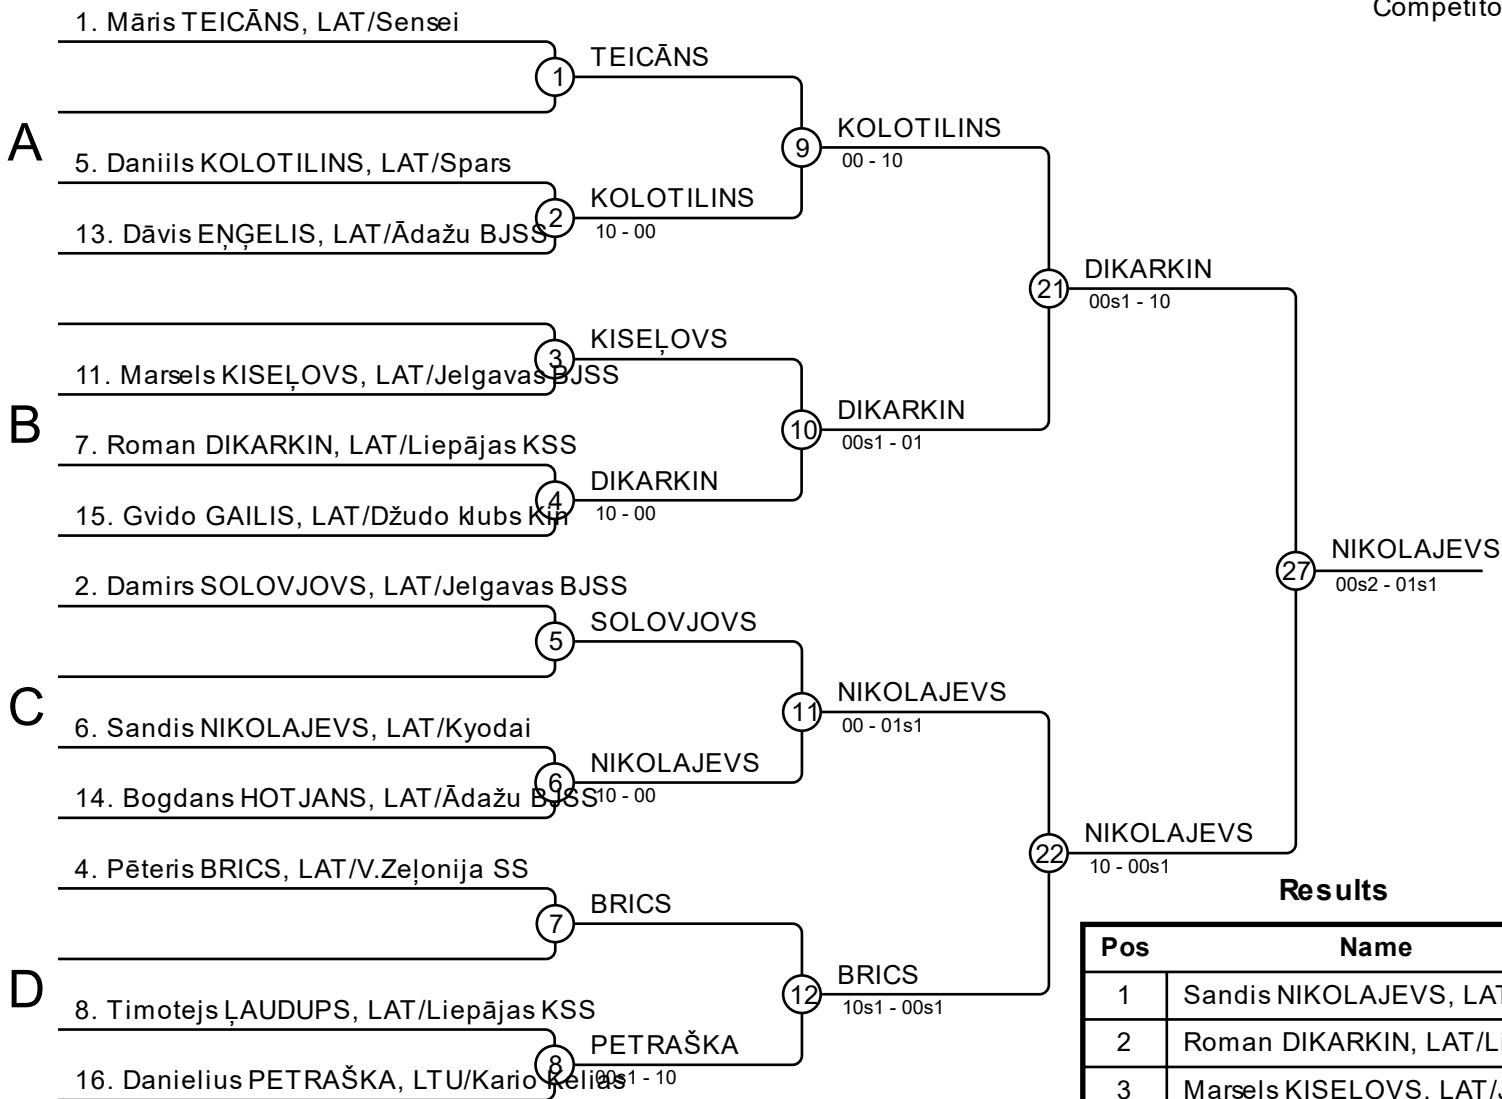 Competito
1. Māris TEICĀNS, LAT/Sensei
1
TEICĀNS
A
9
KOLOTILINS
00 - 10
5. Daniils KOLOTILINS, LAT/Spars
2
KOLOTILINS
10 - 00
13. Dāvis EŅĢELIS, LAT/Ādažu BJSS
21
DIKARKIN
00s1 - 10
3
KISEĻOVS
11. Marsels KISEĻOVS, LAT/Jelgavas BJSS
B
10
DIKARKIN
00s1 - 01
7. Roman DIKARKIN, LAT/Liepājas KSS
4
DIKARKIN
10 - 00
15. Gvido GAILIS, LAT/Džudo klubs Kin
27
NIKOLAJEVS
00s2 - 01s1
2. Damirs SOLOVJOVS, LAT/Jelgavas BJSS
5
SOLOVJOVS
C
11
NIKOLAJEVS
00 - 01s1
6. Sandis NIKOLAJEVS, LAT/Kyodai
6
NIKOLAJEVS
10 - 00
14. Bogdans HOTJANS, LAT/Ādažu BJSS
22
NIKOLAJEVS
10 - 00s1
4. Pēteris BRICS, LAT/V.Zeļonija SS
7
BRICS
D
12
BRICS
10s1 - 00s1
8. Timotejs ĻAUDUPS, LAT/Liepājas KSS
8
PETRAŠKA
00s1 - 10
16. Danielius PETRAŠKA, LTU/Kario Kelias
Results
Pos Name
1 Sandis NIKOLAJEVS, LAT
2 Roman DIKARKIN, LAT/Li
3 Marsels KISEĻOVS, LAT/J